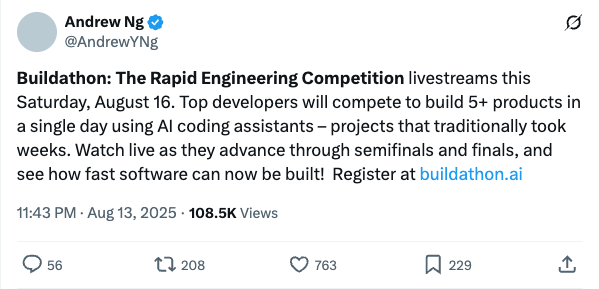 Andrew Ng
@AndrewYNg
Buildathon: The Rapid Engineering Competition livestreams this
Saturday, August 16. Top developers will compete to build 5+ products in
a single day using AI coding assistants – projects that traditionally took
weeks. Watch live as they advance through semifinals and finals, and
see how fast software can now be built!  Register at buildathon.ai
11:43 PM · Aug 13, 2025 · 108.5K Views
56 208 763 229